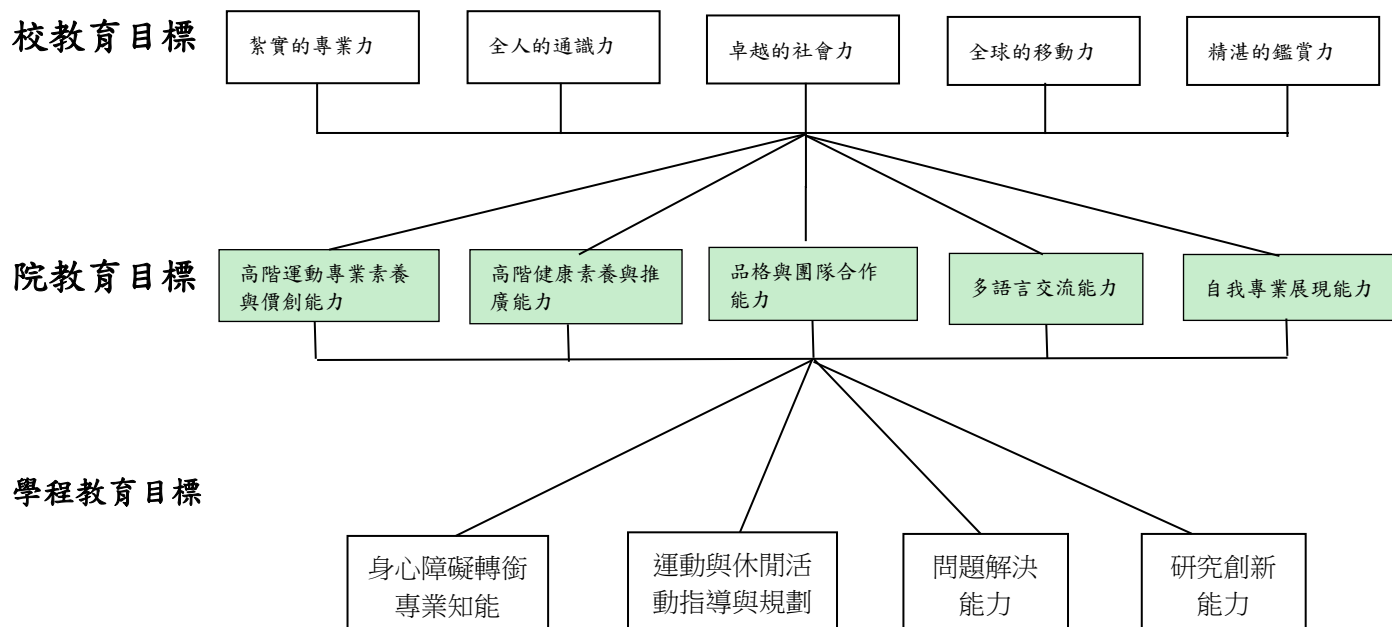 校教育目標
紮實的專業力
全人的通識力
卓越的社會力
全球的移動力
精湛的鑑賞力
院教育目標
高階運動專業素養
與價創能力
高階健康素養與推
廣能力
品格與團隊合作
能力
多語言交流能力
自我專業展現能力
學程教育目標
身心障礙轉銜
專業知能
運動與休閒活
動指導與規劃
問題解決
能力
研究創新
能力